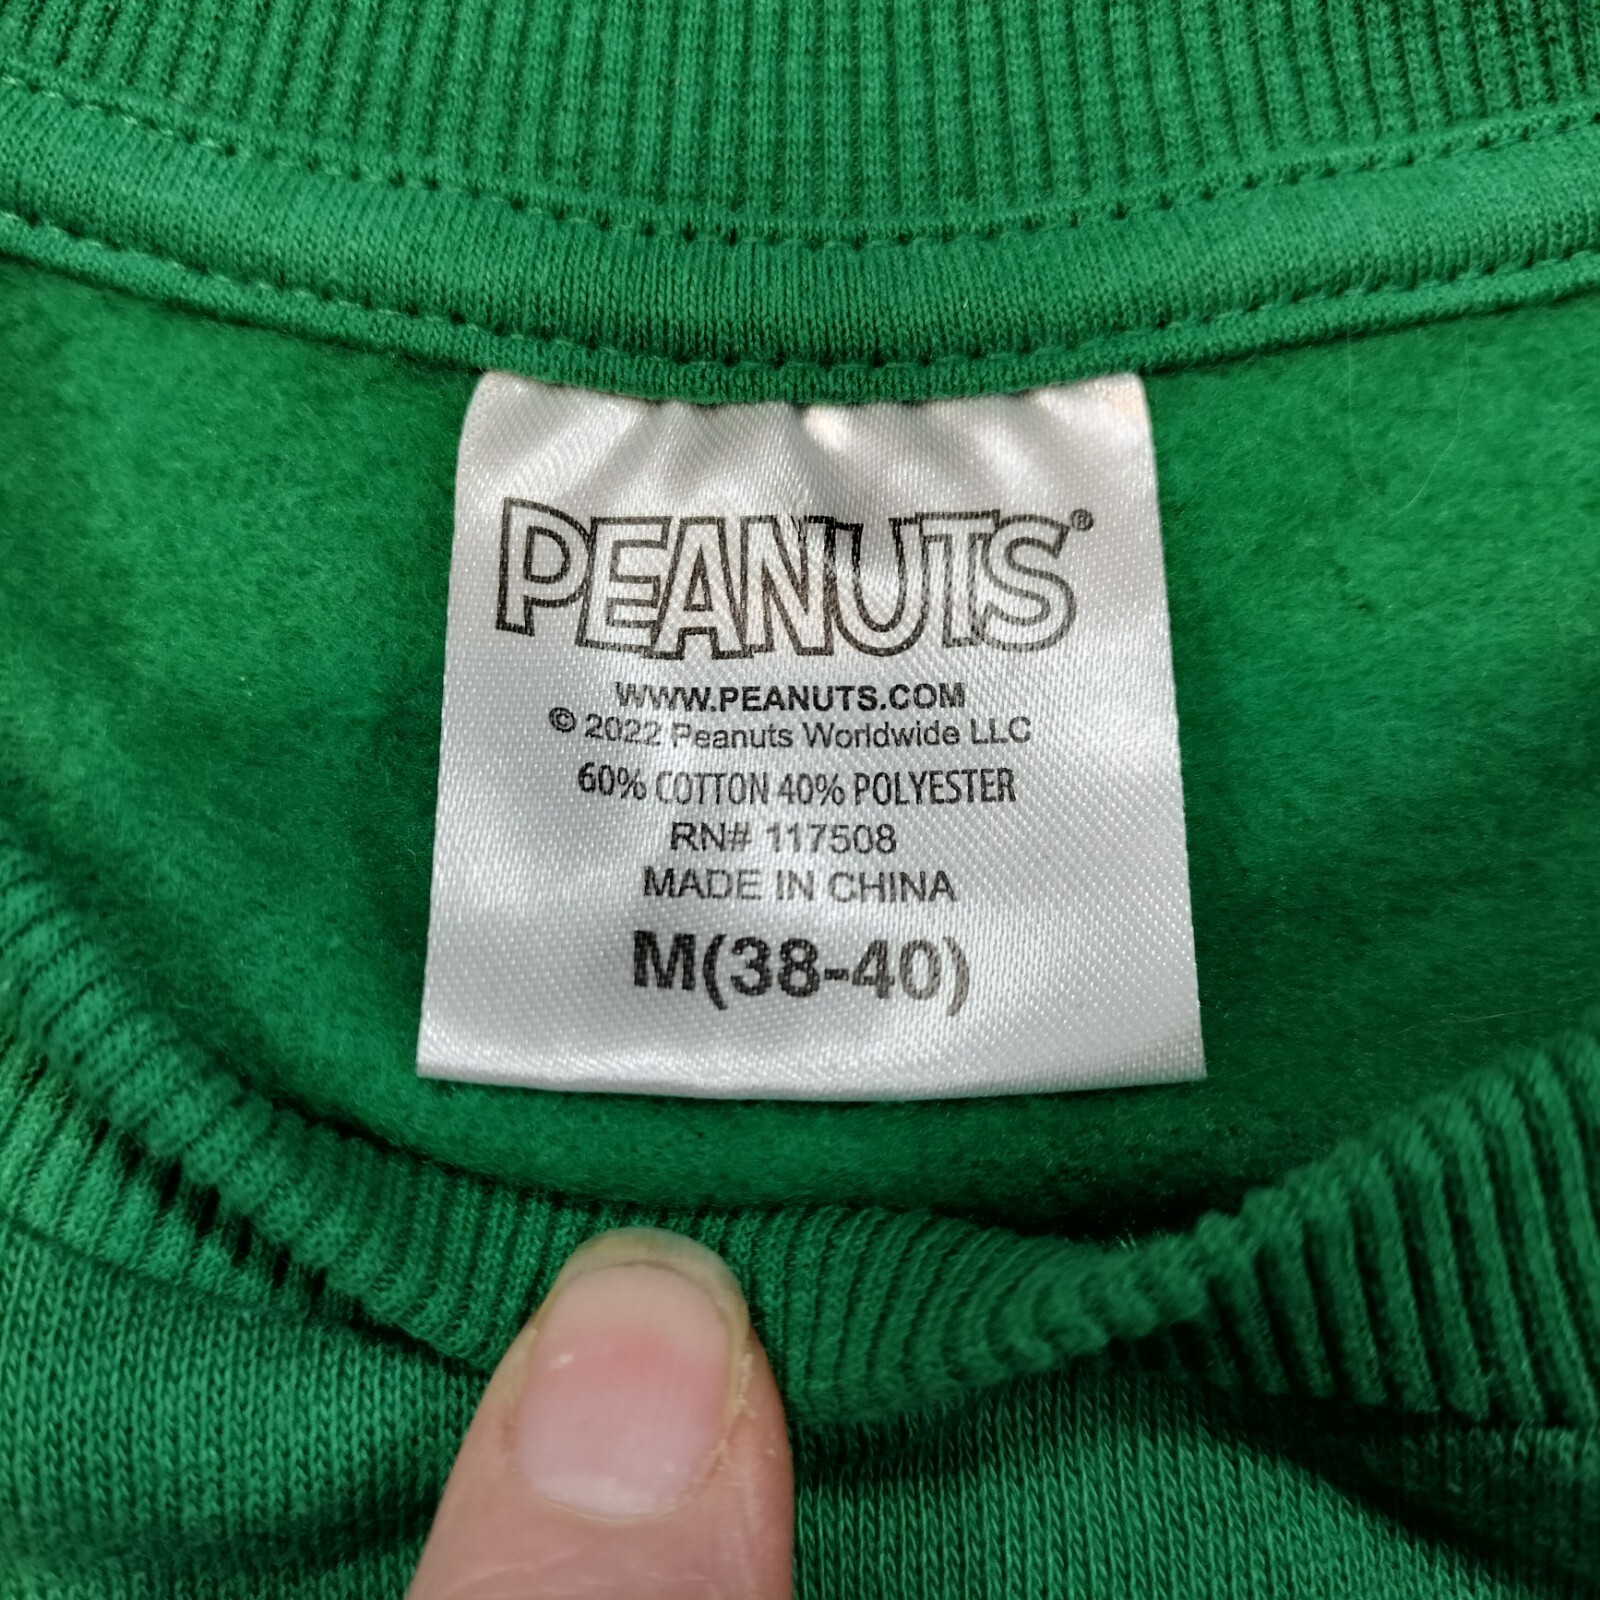 PEANUTS®
WWW.PEANUTS.COM
© 2022 Peanuts Worldwide LLC
60% COTTON 40% POLYESTER
RN# 117508
MADE IN CHINA
M(38-40)